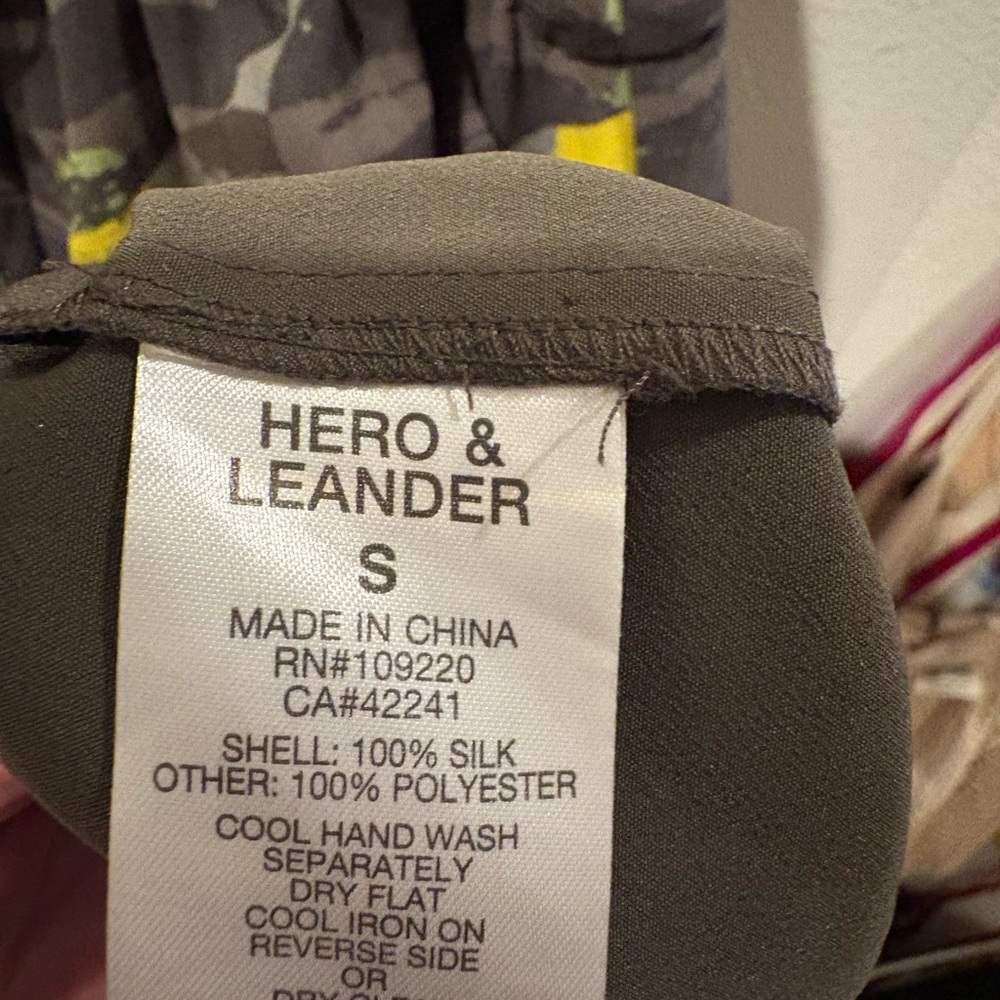 HERO &
LEANDER
S
MADE IN CHINA
RN#109220
CA#42241
SHELL: 100% SILK
OTHER: 100% POLYESTER
COOL HAND WASH
SEPARATELY
DRY FLAT
COOL IRON ON
REVERSE SIDE
OR
DRY